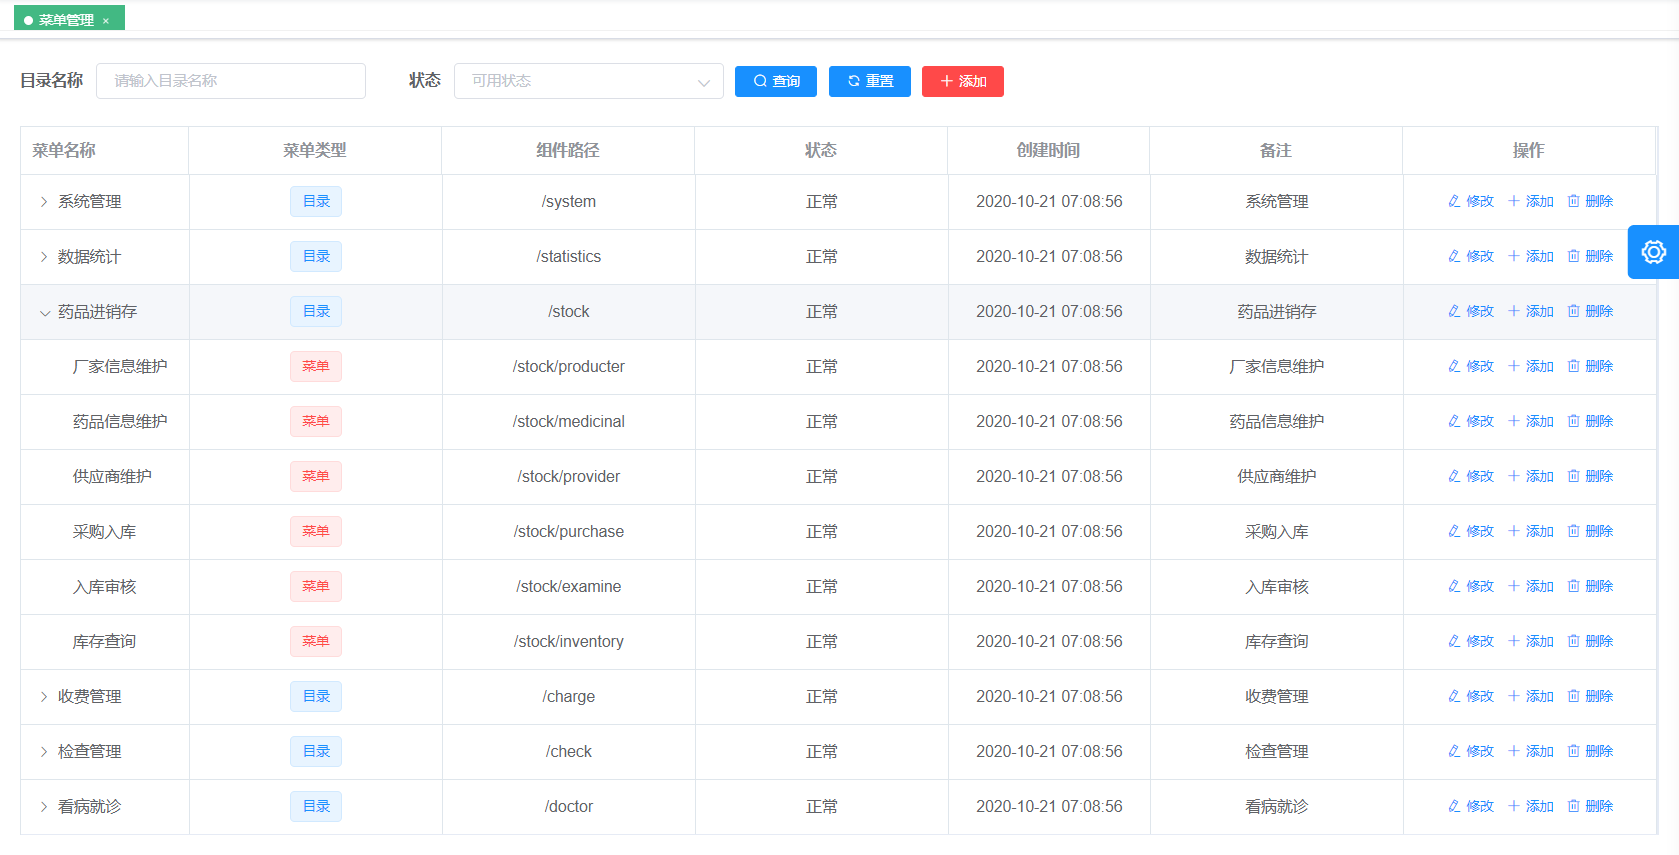 菜单管理 ×
目录名称 请输入目录名称 状态 可用状态 查询 重置 添加
菜单名称 菜单类型 组件路径 状态 创建时间 备注 操作
系统管理 目录 /system 正常 2020-10-21 07:08:56 系统管理 修改 添加 删除
数据统计 目录 /statistics 正常 2020-10-21 07:08:56 数据统计 修改 添加 删除
药品进销存 目录 /stock 正常 2020-10-21 07:08:56 药品进销存 修改 添加 删除
厂家信息维护 菜单 /stock/producter 正常 2020-10-21 07:08:56 厂家信息维护 修改 添加 删除
药品信息维护 菜单 /stock/medicinal 正常 2020-10-21 07:08:56 药品信息维护 修改 添加 删除
供应商维护 菜单 /stock/provider 正常 2020-10-21 07:08:56 供应商维护 修改 添加 删除
采购入库 菜单 /stock/purchase 正常 2020-10-21 07:08:56 采购入库 修改 添加 删除
入库审核 菜单 /stock/examine 正常 2020-10-21 07:08:56 入库审核 修改 添加 删除
库存查询 菜单 /stock/inventory 正常 2020-10-21 07:08:56 库存查询 修改 添加 删除
收费管理 目录 /charge 正常 2020-10-21 07:08:56 收费管理 修改 添加 删除
检查管理 目录 /check 正常 2020-10-21 07:08:56 检查管理 修改 添加 删除
看病就诊 目录 /doctor 正常 2020-10-21 07:08:56 看病就诊 修改 添加 删除